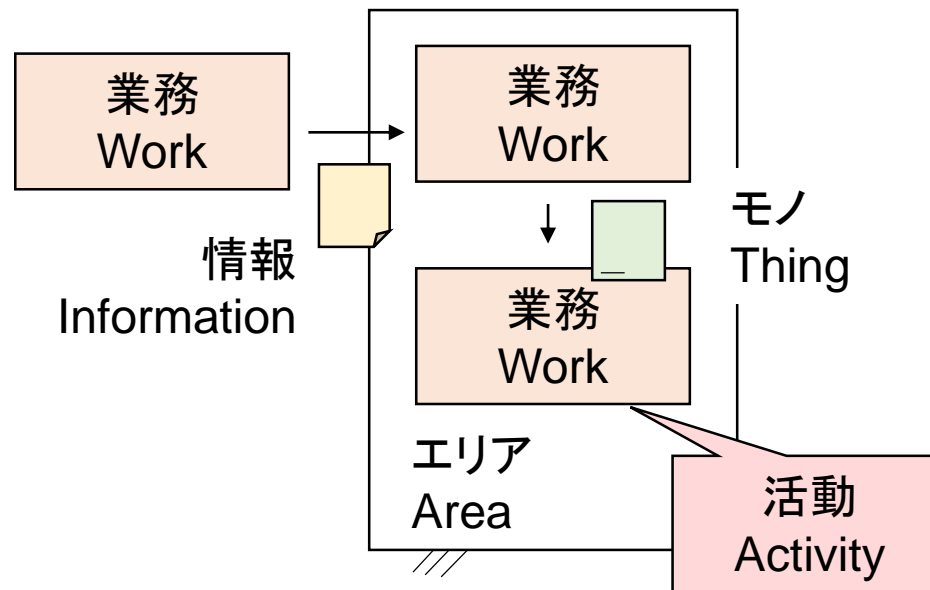 業務
Work
業務
Work
情報
Information
モノ
Thing
業務
Work
エリア
Area
活動
Activity